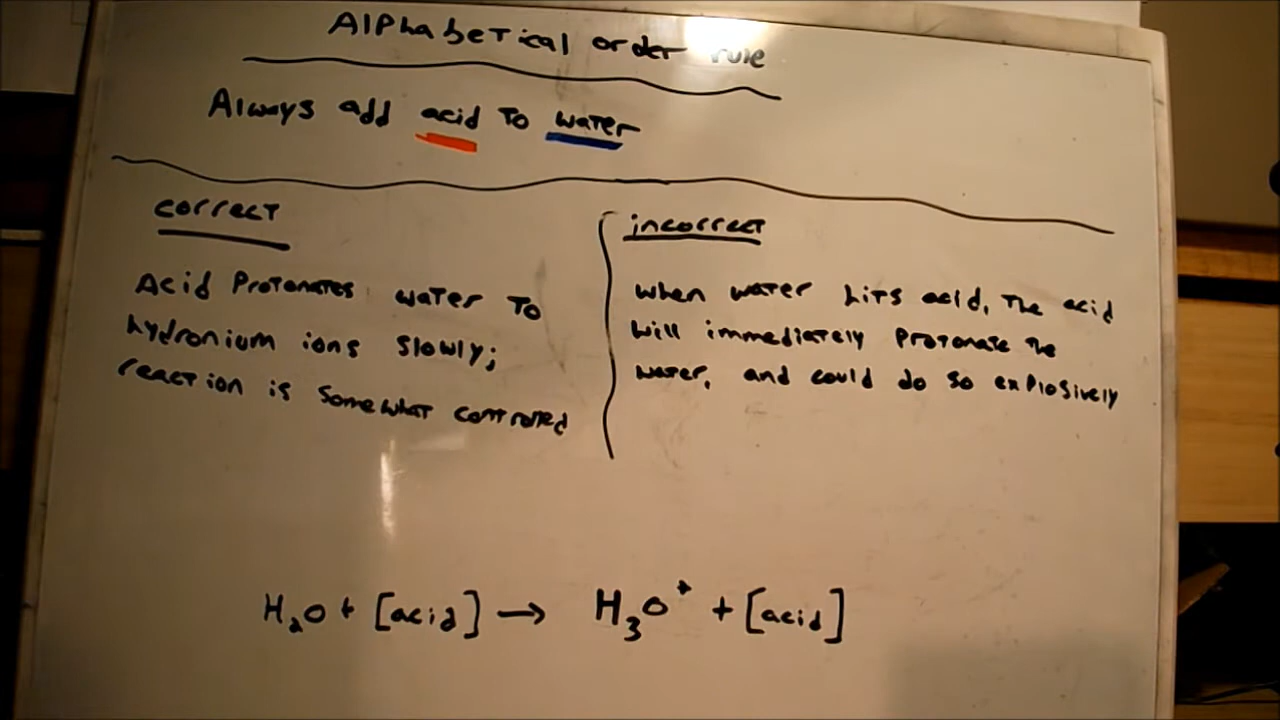 Alphabetical order rule
Always add acid to water
correct
Acid Protonates water to
hydronium ions slowly;
reaction is somewhat controlled
incorrect
when water hits acid, the acid
will immediately protonate the
water, and could do so explosively
H₂O + [acid] → H₃O⁺ + [acid]